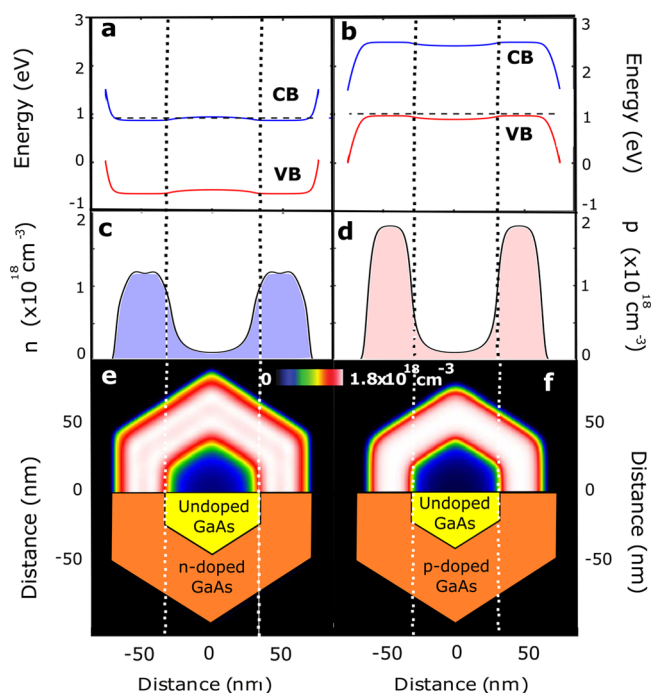 3
a
b
3
2
CB
CB
2
1
1
Energy (eV)
Energy (eV)
0
VB
VB
0
-1
-1
2
c
d
2
n (x10 18 cm-3)
p (x10 18 cm-3)
1
1
0
0
e
0 1.8x10 18 cm-3
f
50
50
0
0
Undoped
GaAs
Undoped
GaAs
-50
-50
n-doped
GaAs
p-doped
GaAs
Distance (nm)
Distance (nm)
-50 0 50
-50 0 50
Distance (nm)
Distance (nm)